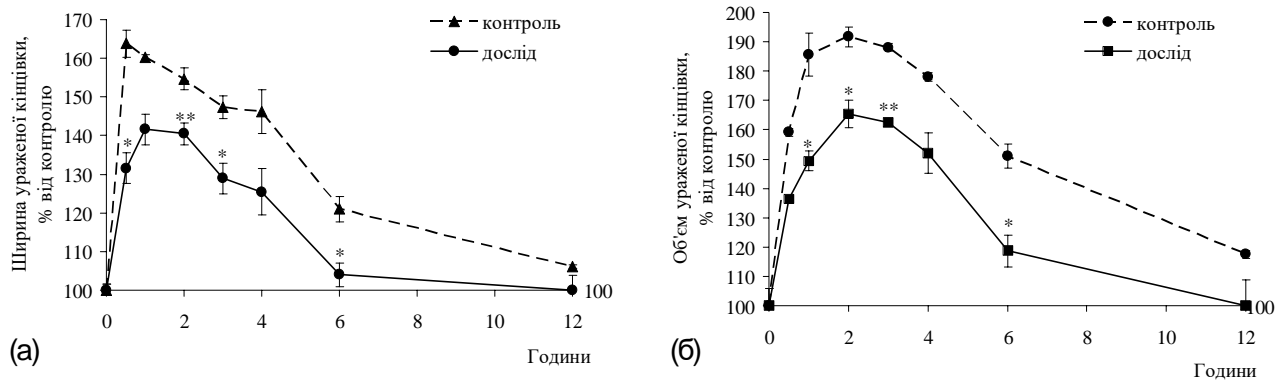 170
160
150
140
130
120
110
100
Ширина ураженої кінцівки,
% від контролю
контроль
дослід
*
**
*
*
100
0 2 4 6 8 10 12
Години
(а)
200
190
180
170
160
150
140
130
120
110
100
Об'єм ураженої кінцівки,
% від контролю
контроль
дослід
*
*
**
*
100
0 2 4 6 8 10 12
Години
(б)